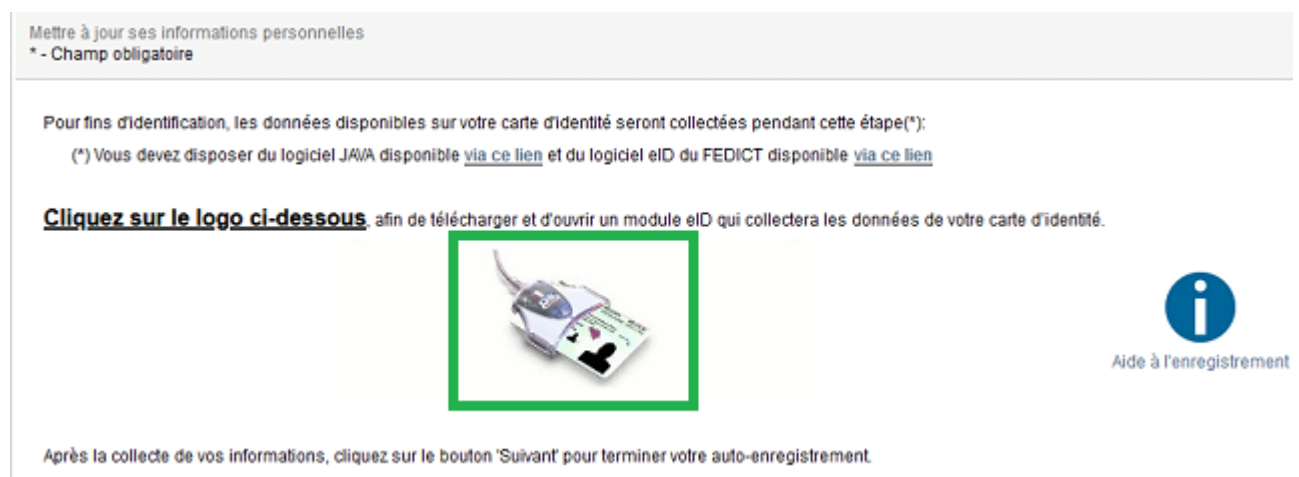 Mettre à jour ses informations personnelles
* - Champ obligatoire
Pour fins d'identification, les données disponibles sur votre carte d'identité seront collectées pendant cette étape(*):
(*) Vous devez disposer du logiciel JAVA disponible via ce lien et du logiciel eID du FEDICT disponible via ce lien
Cliquez sur le logo ci-dessous, afin de télécharger et d'ouvrir un module eID qui collectera les données de votre carte d'identité.
Aide à l'enregistrement
Après la collecte de vos informations, cliquez sur le bouton 'Suivant' pour terminer votre auto-enregistrement.